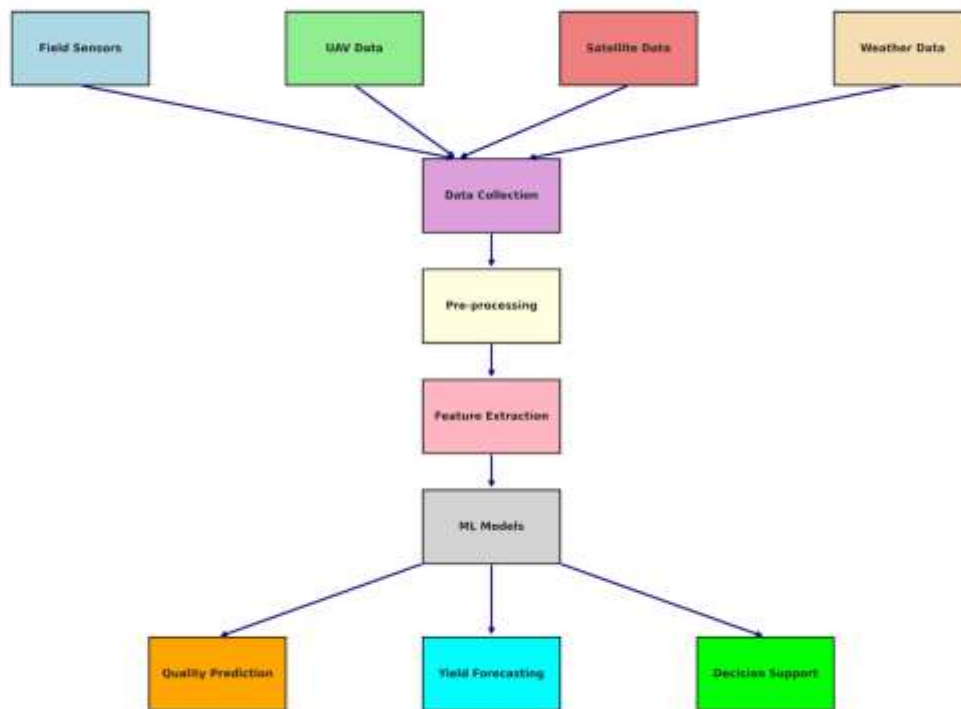 Field Sensors
UAV Data
Satellite Data
Weather Data
Data Collection
Pre-processing
Feature Extraction
ML Models
Quality Prediction
Yield Forecasting
Decision Support